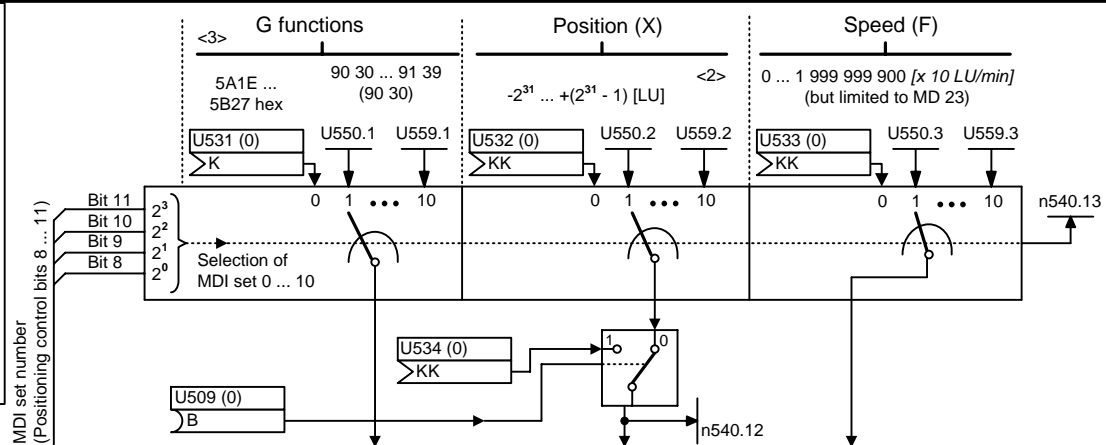 <3> G functions Position (X) Speed (F)
5A1E ...
5B27 hex
90 30 ... 91 39
(90 30)
<2>
-2³¹ ... +(2³¹ - 1) [LU]
0 ... 1 999 999 900 [x 10 LU/min]
(but limited to MD 23)
U531 (0)
K
U550.1 U559.1
U532 (0)
KK
U550.2 U559.2
U533 (0)
KK
U550.3 U559.3
0 1 ••• 10 0 1 ••• 10 0 1 ••• 10
n540.13
Bit 11 2³
Bit 10 2²
Bit 9 2¹
Bit 8 2⁰
Selection of
MDI set 0 ... 10
MDI set number
(Positioning control bits 8 ... 11)
U534 (0)
KK
1 0
U509 (0)
B
n540.12